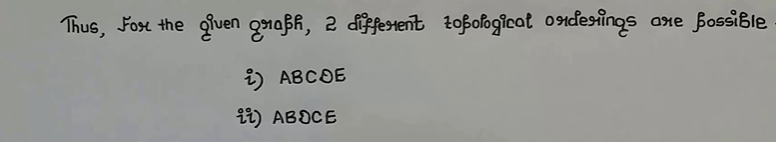 Thus, For the given graph, 2 different topological orderings are possible.
i) ABCDE
ii) ABDCE